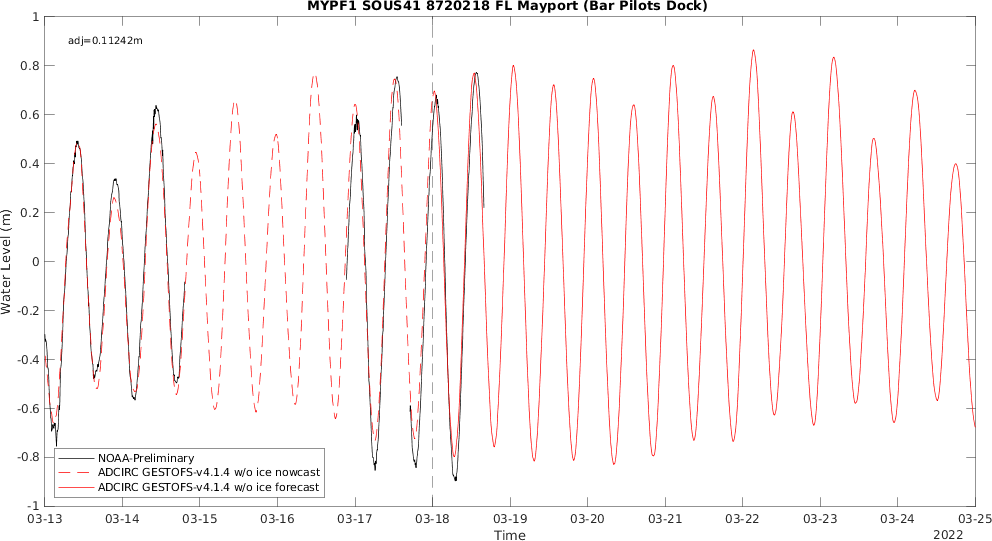 MYPF1 SOUS41 8720218 FL Mayport (Bar Pilots Dock)
adj=0.11242m
1
0.8
0.6
0.4
0.2
0
-0.2
-0.4
-0.6
-0.8
-1
Water Level (m)
NOAA-Preliminary
ADCIRC GESTOFS-v4.1.4 w/o ice nowcast
ADCIRC GESTOFS-v4.1.4 w/o ice forecast
03-13 03-14 03-15 03-16 03-17 03-18 03-19 03-20 03-21 03-22 03-23 03-24 03-25
Time
2022